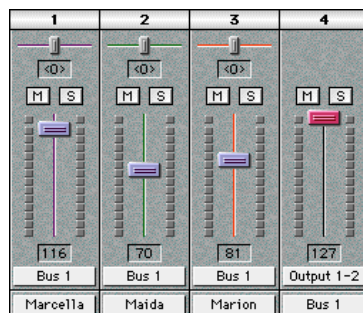 1 2 3 4
<0> <0> <0>
M S M S M S M S
116 70 81 127
Bus 1 Bus 1 Bus 1 Output 1-2
Marcella Maida Marion Bus 1